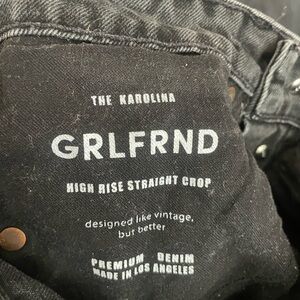 THE KAROLINA
GRLFRND
HIGH RISE STRAIGHT CROP
designed like vintage,
but better
PREMIUM DENIM
MADE IN LOS ANGELES